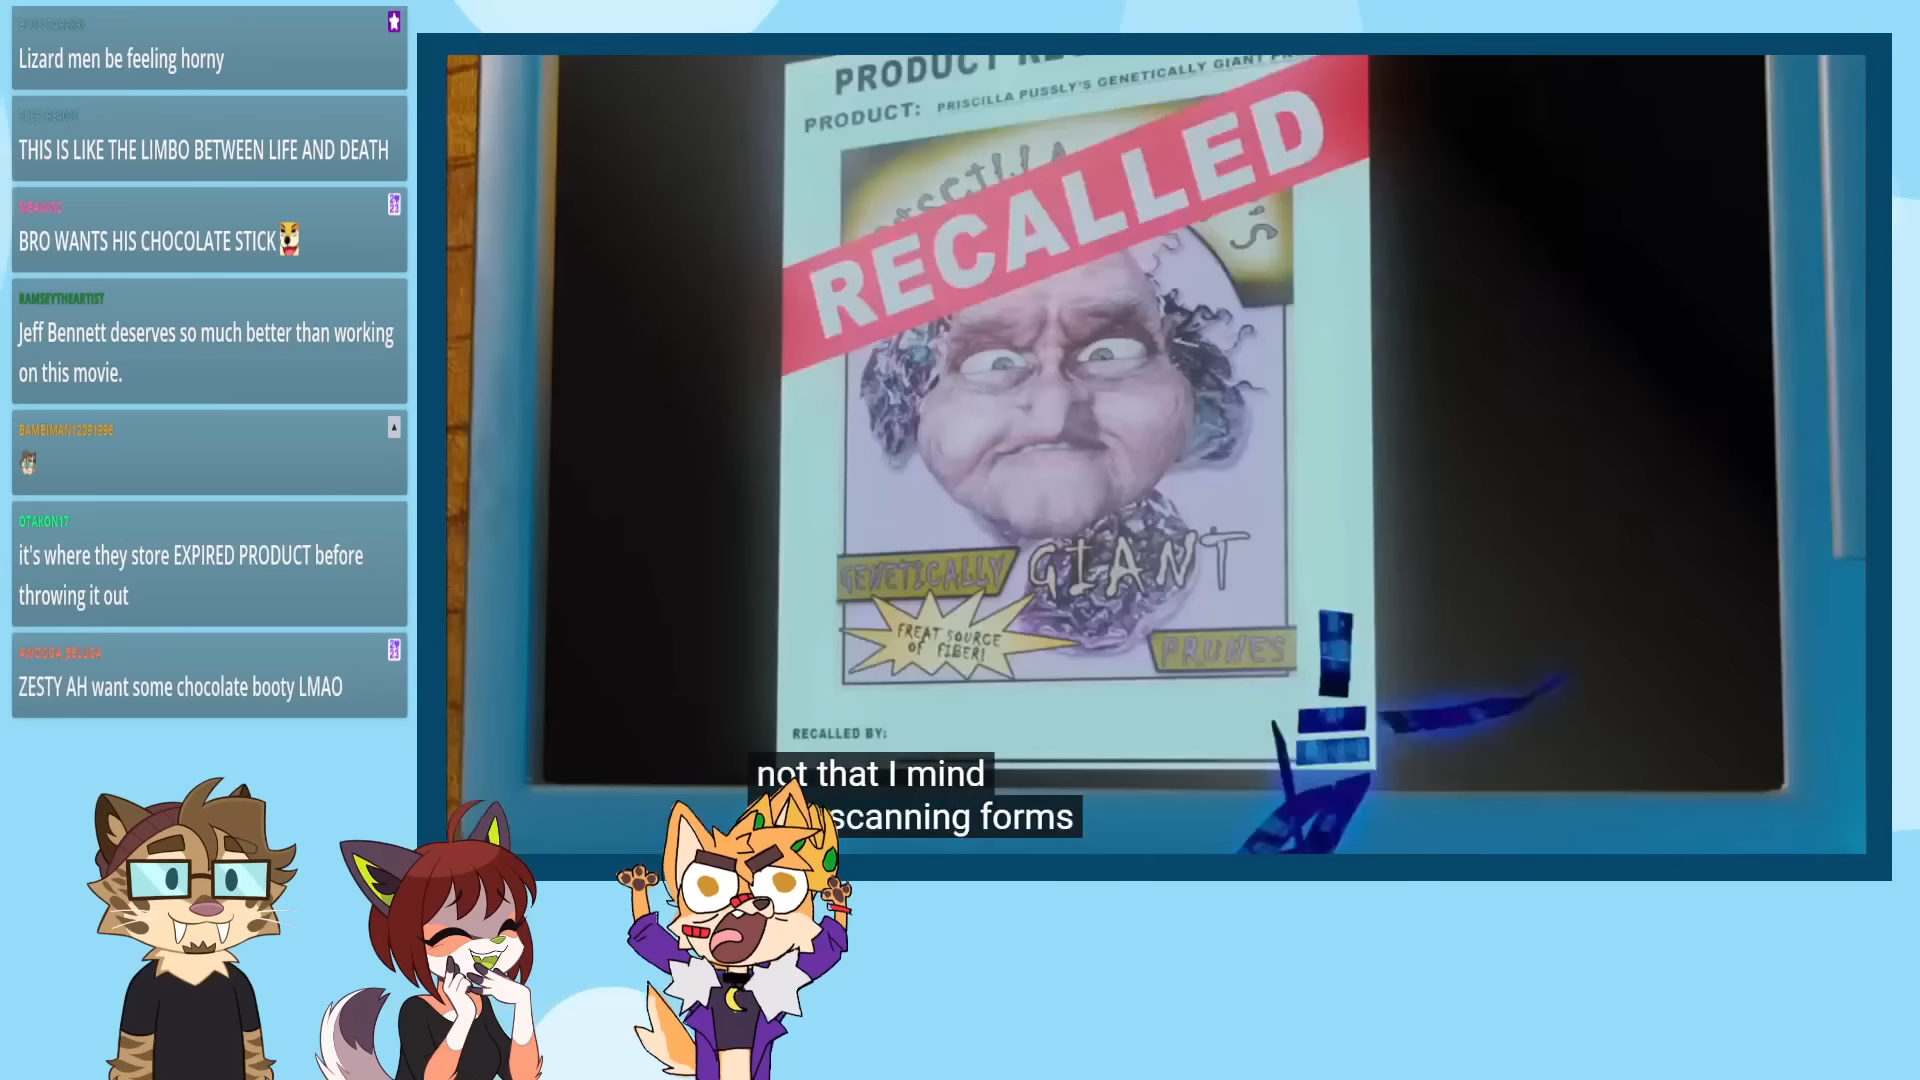 Lizard men be feeling horny
THIS IS LIKE THE LIMBO BETWEEN LIFE AND DEATH
BRO WANTS HIS CHOCOLATE STICK
RAMSEYTHEARTIST
Jeff Bennett deserves so much better than working
on this movie.
BAMBIMAN12091996
OTAKON17
it's where they store EXPIRED PRODUCT before
throwing it out
AWOOGA_BELUGA
ZESTY AH want some chocolate booty LMAO
PRODUCT
PRODUCT: PRISCILLA PUSSLY'S GENETICALLY GIANT
RECALLED
GENETICALLY GIANT
FREAT SOURCE
OF FIBER!
PRUNES
RECALLED BY:
not that I mind
scanning forms